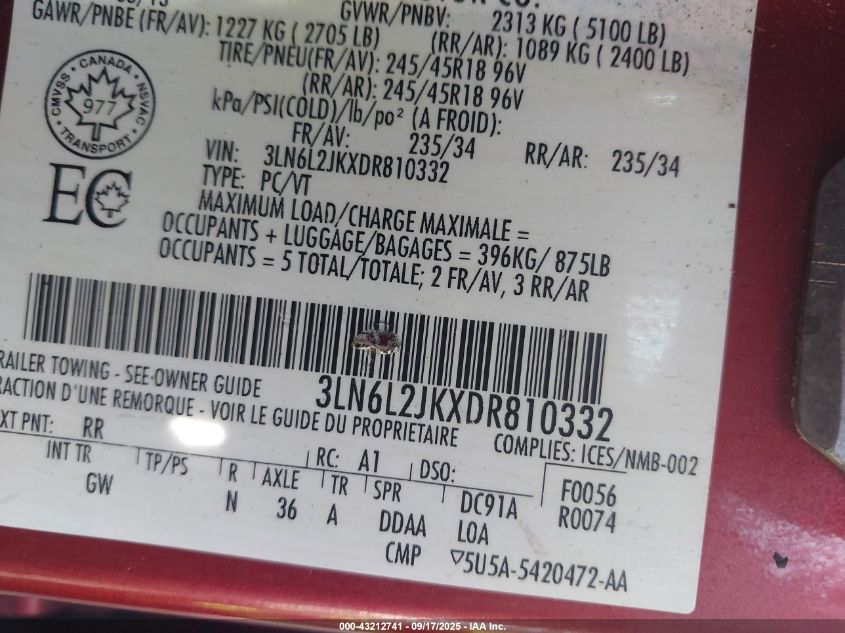 GAWR/PNBE (FR/AV): 1227 KG ( 2705 LB) GVWR/PNBV: 2313 KG ( 5100 LB)
(RR/AR): 1089 KG ( 2400 LB)
TIRE/PNEU(FR/AV): 245/45R18 96V
(RR/AR): 245/45R18 96V
kPa/PSI(COLD)/lb/po² (A FROID):
FR/AV: 235/34 RR/AR: 235/34
VIN: 3LN6L2JKXDR810332
TYPE: PC/VT
CMVSS · CANADA · NSVAC
977
TRANSPORT
EC
MAXIMUM LOAD/CHARGE MAXIMALE =
OCCUPANTS + LUGGAGE/BAGAGES = 396KG/ 875LB
OCCUPANTS = 5 TOTAL/TOTALE; 2 FR/AV, 3 RR/AR
TOWING - SEE OWNER GUIDE 3LN6L2JKXDR810332
D'UNE REMORQUE - VOIR LE GUIDE DU PROPRIETAIRE COMPLIES: ICES/NMB-002
PNT: RR RC: A1 DSO:
INT TR TP/PS R AXLE TR SPR DC91A F0056
GW N 36 A DDAA LOA R0074
CMP ▽5U5A-5420472-AA
000-43212741 - 09/17/2025 - IAA Inc.